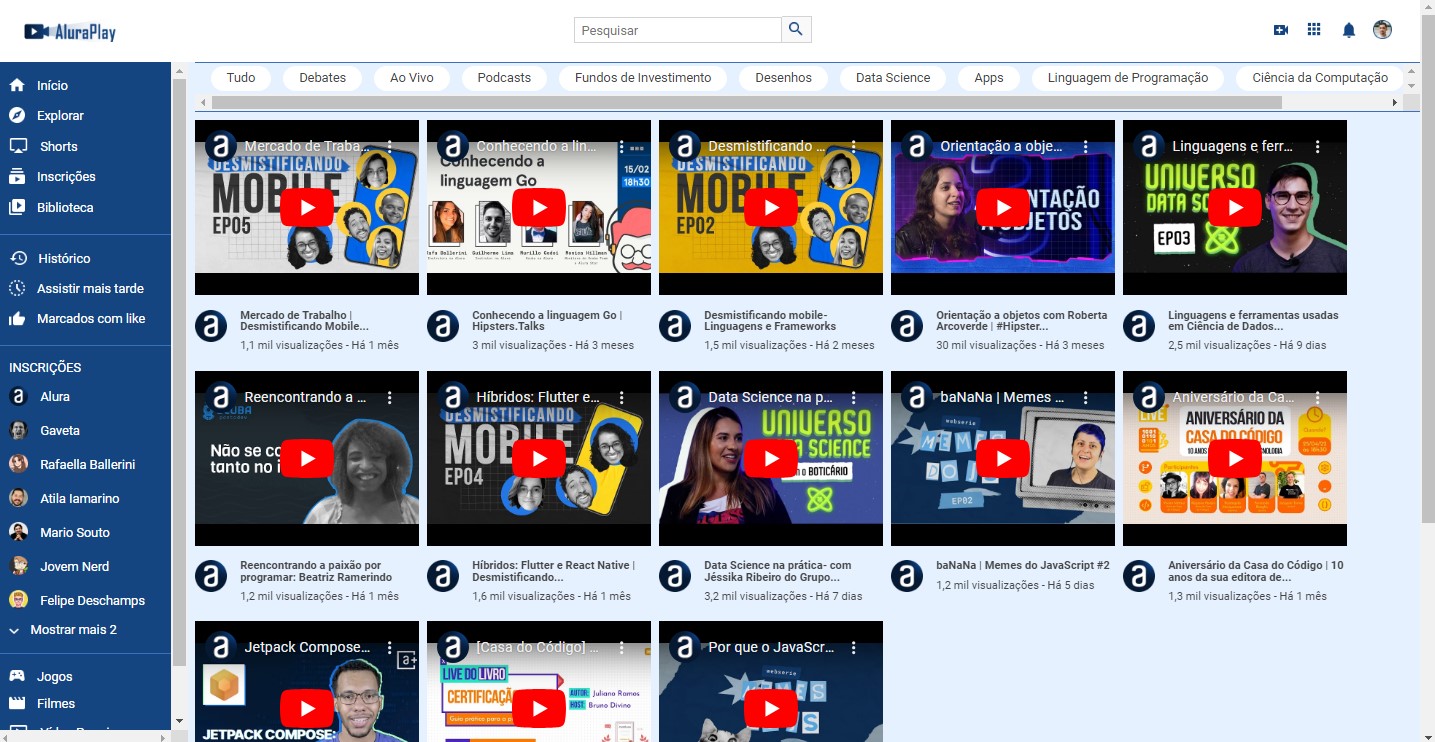 AluraPlay
Pesquisar
Início
Explorar
Shorts
Inscrições
Biblioteca
Histórico
Assistir mais tarde
Marcados com like
INSCRIÇÕES
Alura
Gaveta
Rafaella Ballerini
Atila Iamarino
Mario Souto
Jovem Nerd
Felipe Deschamps
Mostrar mais 2
Jogos
Filmes
Tudo
Debates
Ao Vivo
Podcasts
Fundos de Investimento
Desenhos
Data Science
Apps
Linguagem de Programação
Ciência da Computação
Mercado de Traba...
DESMISTIFICANDO
MOBILE
EP05
Mercado de Trabalho |
Desmistificando Mobile...
1,1 mil visualizações - Há 1 mês
Conhecendo a lin...
Conhecendo a
linguagem Go
15/02
18h30
Guilherme Lima
Murillo Godoi
Conhecendo a linguagem Go |
Hipsters.Talks
3 mil visualizações - Há 3 meses
Desmistificando ...
DESMISTIFICANDO
MOBILE
EP02
Desmistificando mobile-
Linguagens e Frameworks
1,5 mil visualizações - Há 2 meses
Orientação a obje...
NTAÇÃO
A OBJETOS
Orientação a objetos com Roberta
Arcoverde | #Hipster...
30 mil visualizações - Há 3 meses
Linguagens e ferr...
UNIVERSO
DATA SC
EP03
Linguagens e ferramentas usadas
em Ciência de Dados...
2,5 mil visualizações - Há 9 dias
Reencontrando a ...
Não se co
tanto no i
Reencontrando a paixão por
programar: Beatriz Ramerindo
1,2 mil visualizações - Há 1 mês
Híbridos: Flutter e...
DESMISTIFICANDO
MOBILE
EP04
Híbridos: Flutter e React Native |
Desmistificando...
1,6 mil visualizações - Há 1 mês
Data Science na p...
UNIVERSO
TA SCIENCE
O BOTICÁRIO
Data Science na prática- com
Jéssika Ribeiro do Grupo...
3,2 mil visualizações - Há 7 dias
baNaNa | Memes ...
webserie
MEMES
DO JS
EP02
baNaNa | Memes do JavaScript #2
1,2 mil visualizações - Há 5 dias
Aniversário da Ca...
LIVE
ANIVERSÁRIO DA
CASA DO CÓDIGO
Participantes
Aniversário da Casa do Código | 10
anos da sua editora de...
1,3 mil visualizações - Há 1 mês
Jetpack Compose...
JETPACK COMPOSE:
[Casa do Código] ...
LIVE DO LIVRO
CERTIFICAÇÃO
Guia prático para o
AUTOR: Juliano Ramos
HOST: Bruno Divino
Por que o JavaScr...
webserie
MEMES